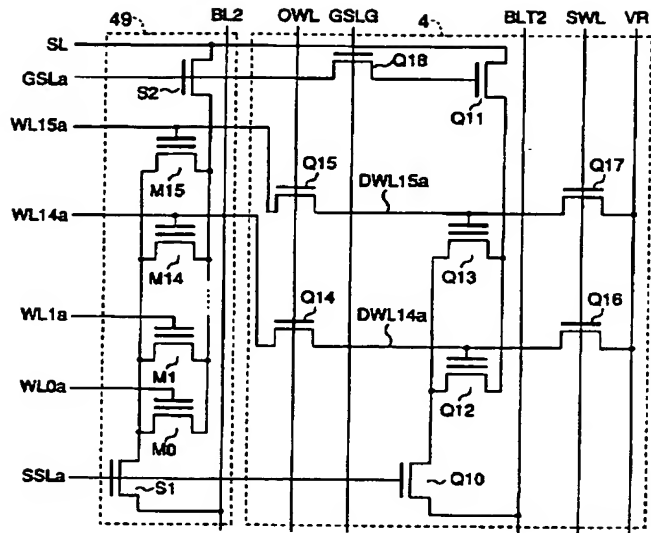 49 BL2 OWL GSLG 4 BLT2 SWL VR
SL
GSLa S2 Q18 Q11
WL15a M15 Q15 DWL15a Q17
WL14a M14 Q13
Q14 DWL14a Q16
WL1a M1
WL0a M0 Q12
SSLa S1 Q10